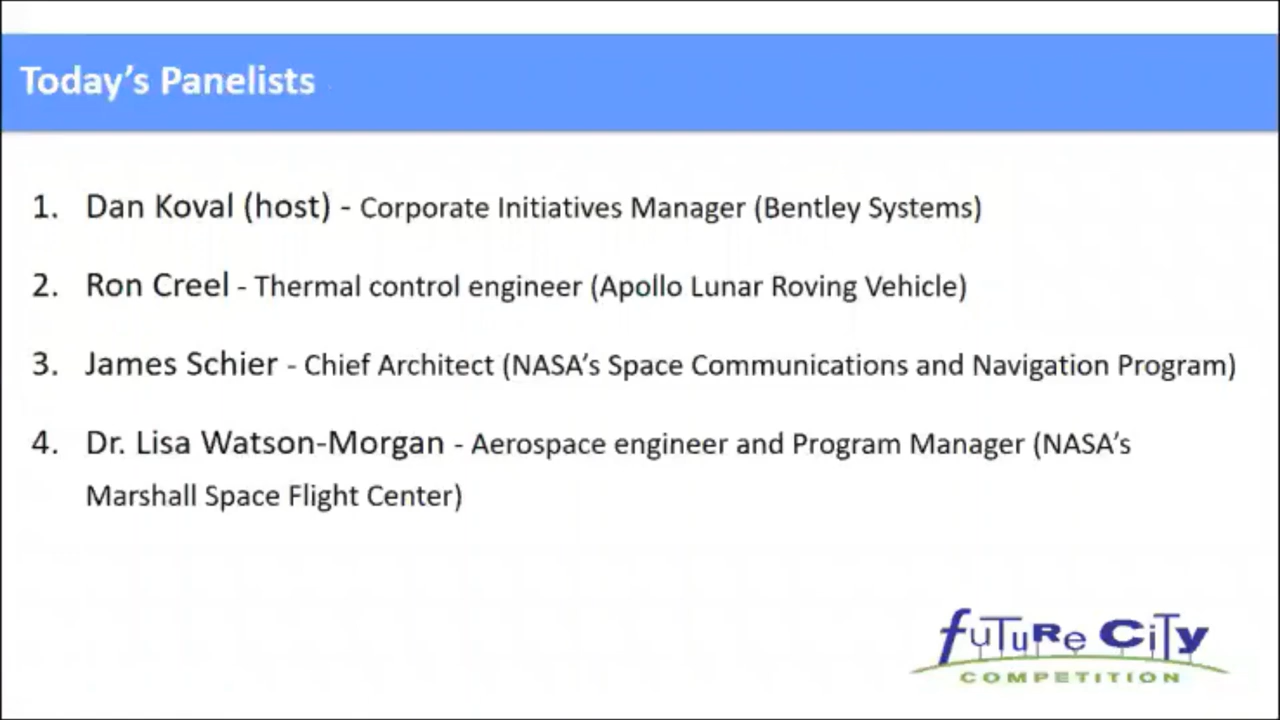 Today's Panelists
1. Dan Koval (host) - Corporate Initiatives Manager (Bentley Systems)
2. Ron Creel - Thermal control engineer (Apollo Lunar Roving Vehicle)
3. James Schier - Chief Architect (NASA's Space Communications and Navigation Program)
4. Dr. Lisa Watson-Morgan - Aerospace engineer and Program Manager (NASA's
Marshall Space Flight Center)
FuTuRe CiTy
COMPETITION